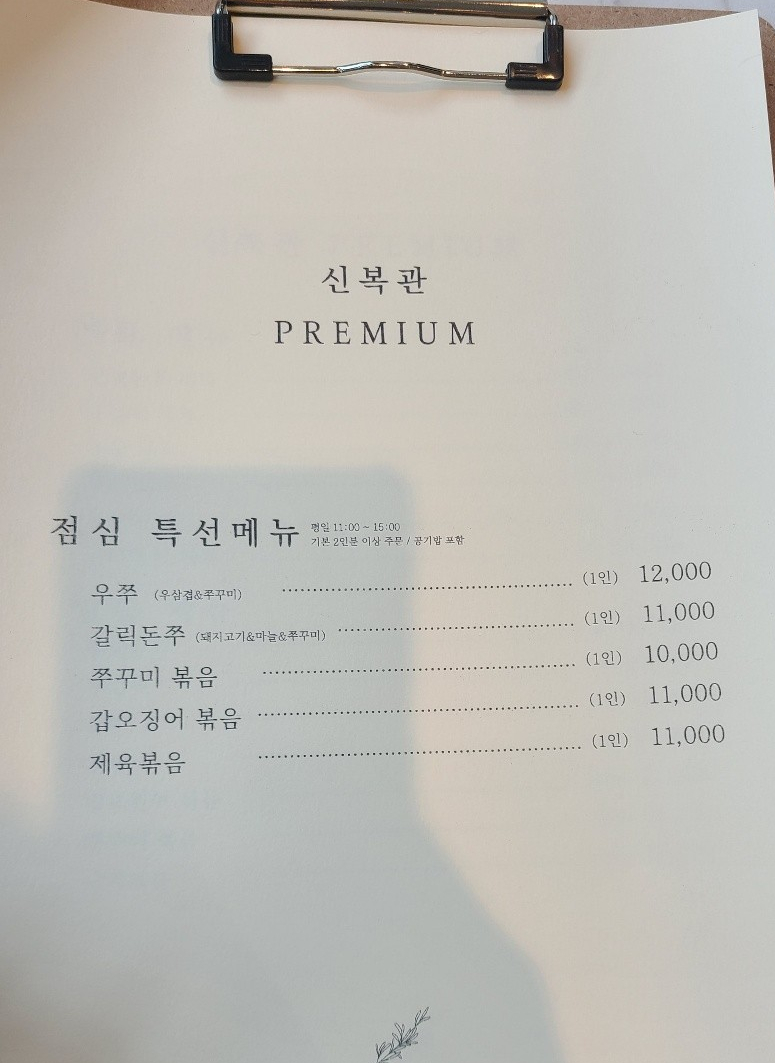 신복관
PREMIUM
점심 특선메뉴 평일 11:00 ~ 15:00
기본 2인분 이상 주문 / 공기밥 포함
우쭈 (우삼겹&쭈꾸미) (1인) 12,000
갈릭돈쭈 (돼지고기&마늘&쭈꾸미) (1인) 11,000
쭈꾸미 볶음 (1인) 10,000
갑오징어 볶음 (1인) 11,000
제육볶음 (1인) 11,000